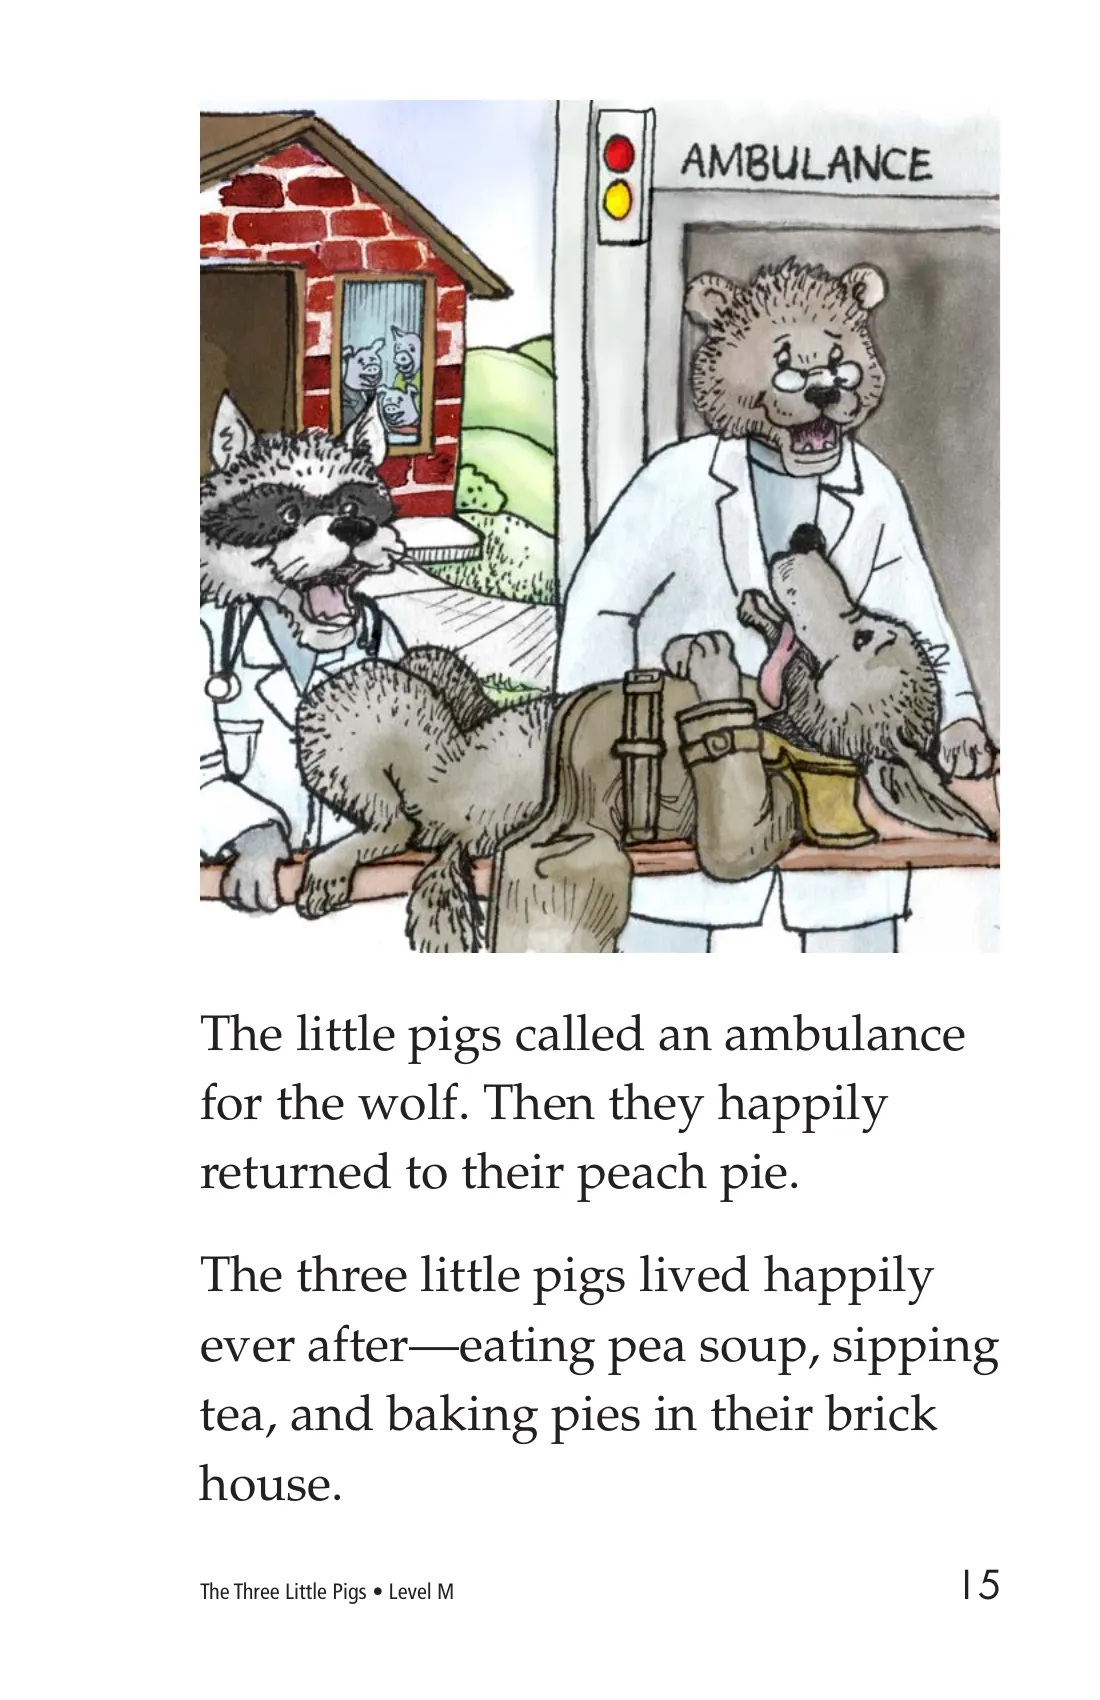 AMBULANCE
The little pigs called an ambulance
for the wolf. Then they happily
returned to their peach pie.
The three little pigs lived happily
ever after—eating pea soup, sipping
tea, and baking pies in their brick
house.
The Three Little Pigs • Level M
15